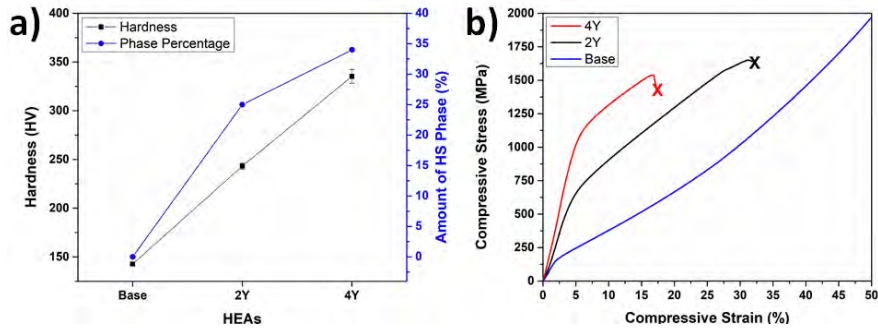 a)
Hardness
Phase Percentage
400
350
300
250
200
150
Hardness (HV)
40
35
30
25
20
15
10
5
0
Amount of HS Phase (%)
Base 2Y 4Y
HEAs
b)
4Y
2Y
Base
2000
1750
1500
1250
1000
750
500
250
0
Compressive Stress (MPa)
X
X
0 5 10 15 20 25 30 35 40 45 50
Compressive Strain (%)